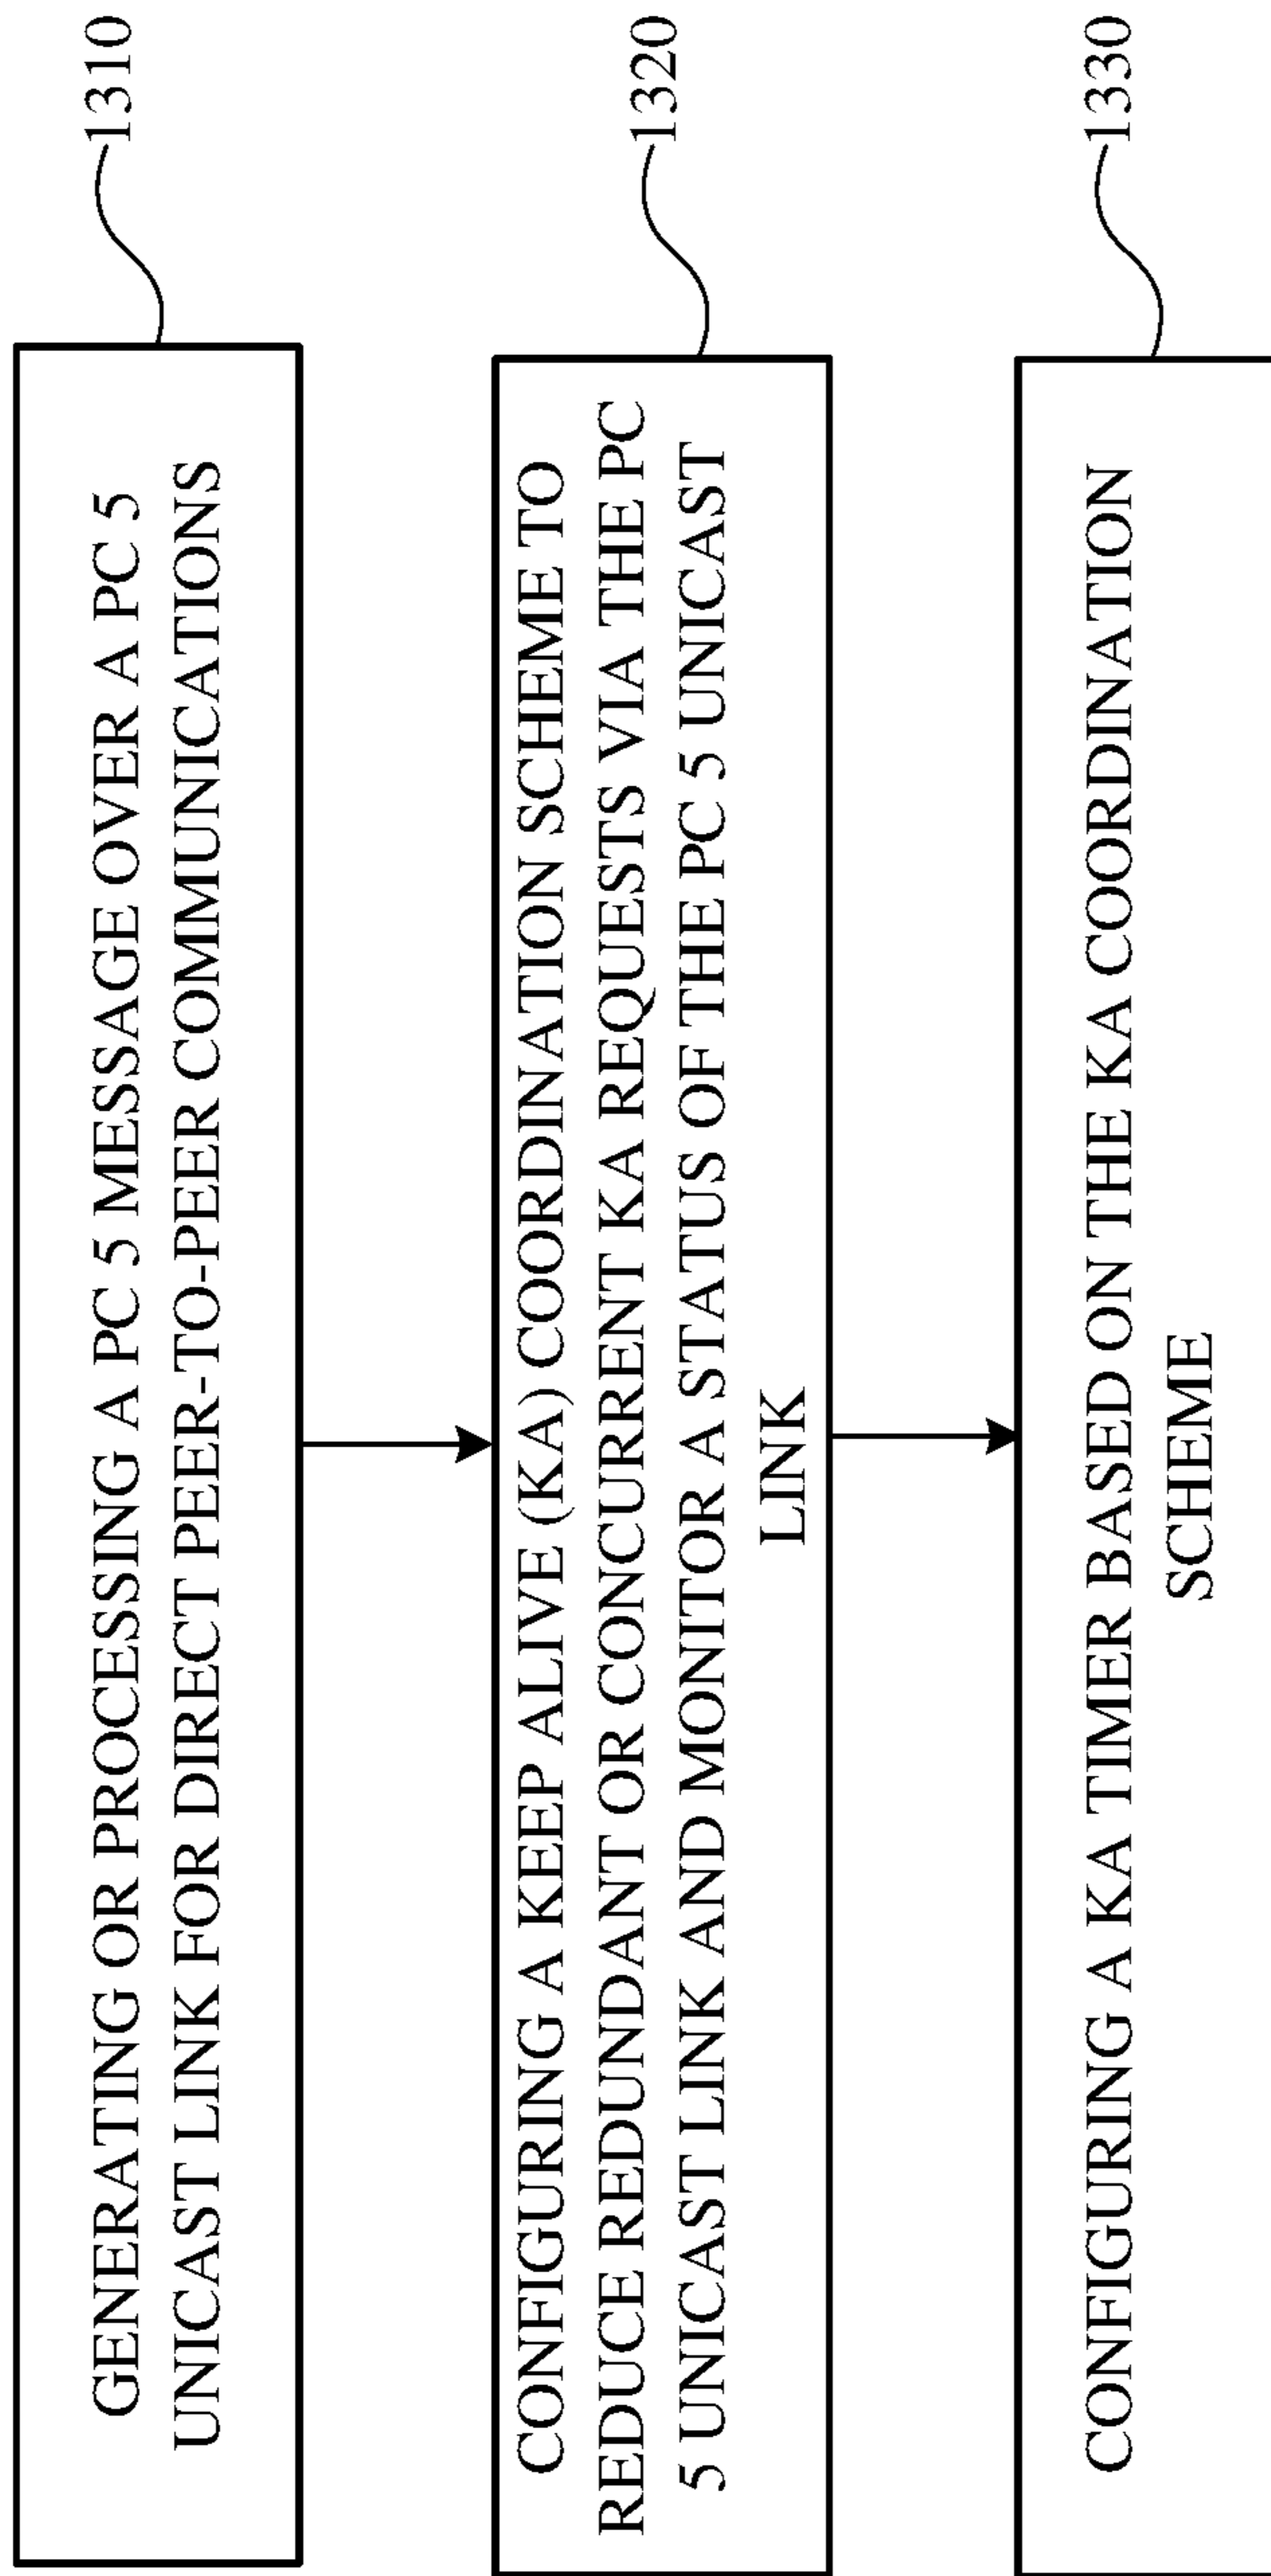 GENERATING OR PROCESSING A PC 5 MESSAGE OVER A PC 5
UNICAST LINK FOR DIRECT PEER-TO-PEER COMMUNICATIONS
1310
CONFIGURING A KEEP ALIVE (KA) COORDINATION SCHEME TO
REDUCE REDUNDANT OR CONCURRENT KA REQUESTS VIA THE PC
5 UNICAST LINK AND MONITOR A STATUS OF THE PC 5 UNICAST
LINK
1320
CONFIGURING A KA TIMER BASED ON THE KA COORDINATION
SCHEME
1330